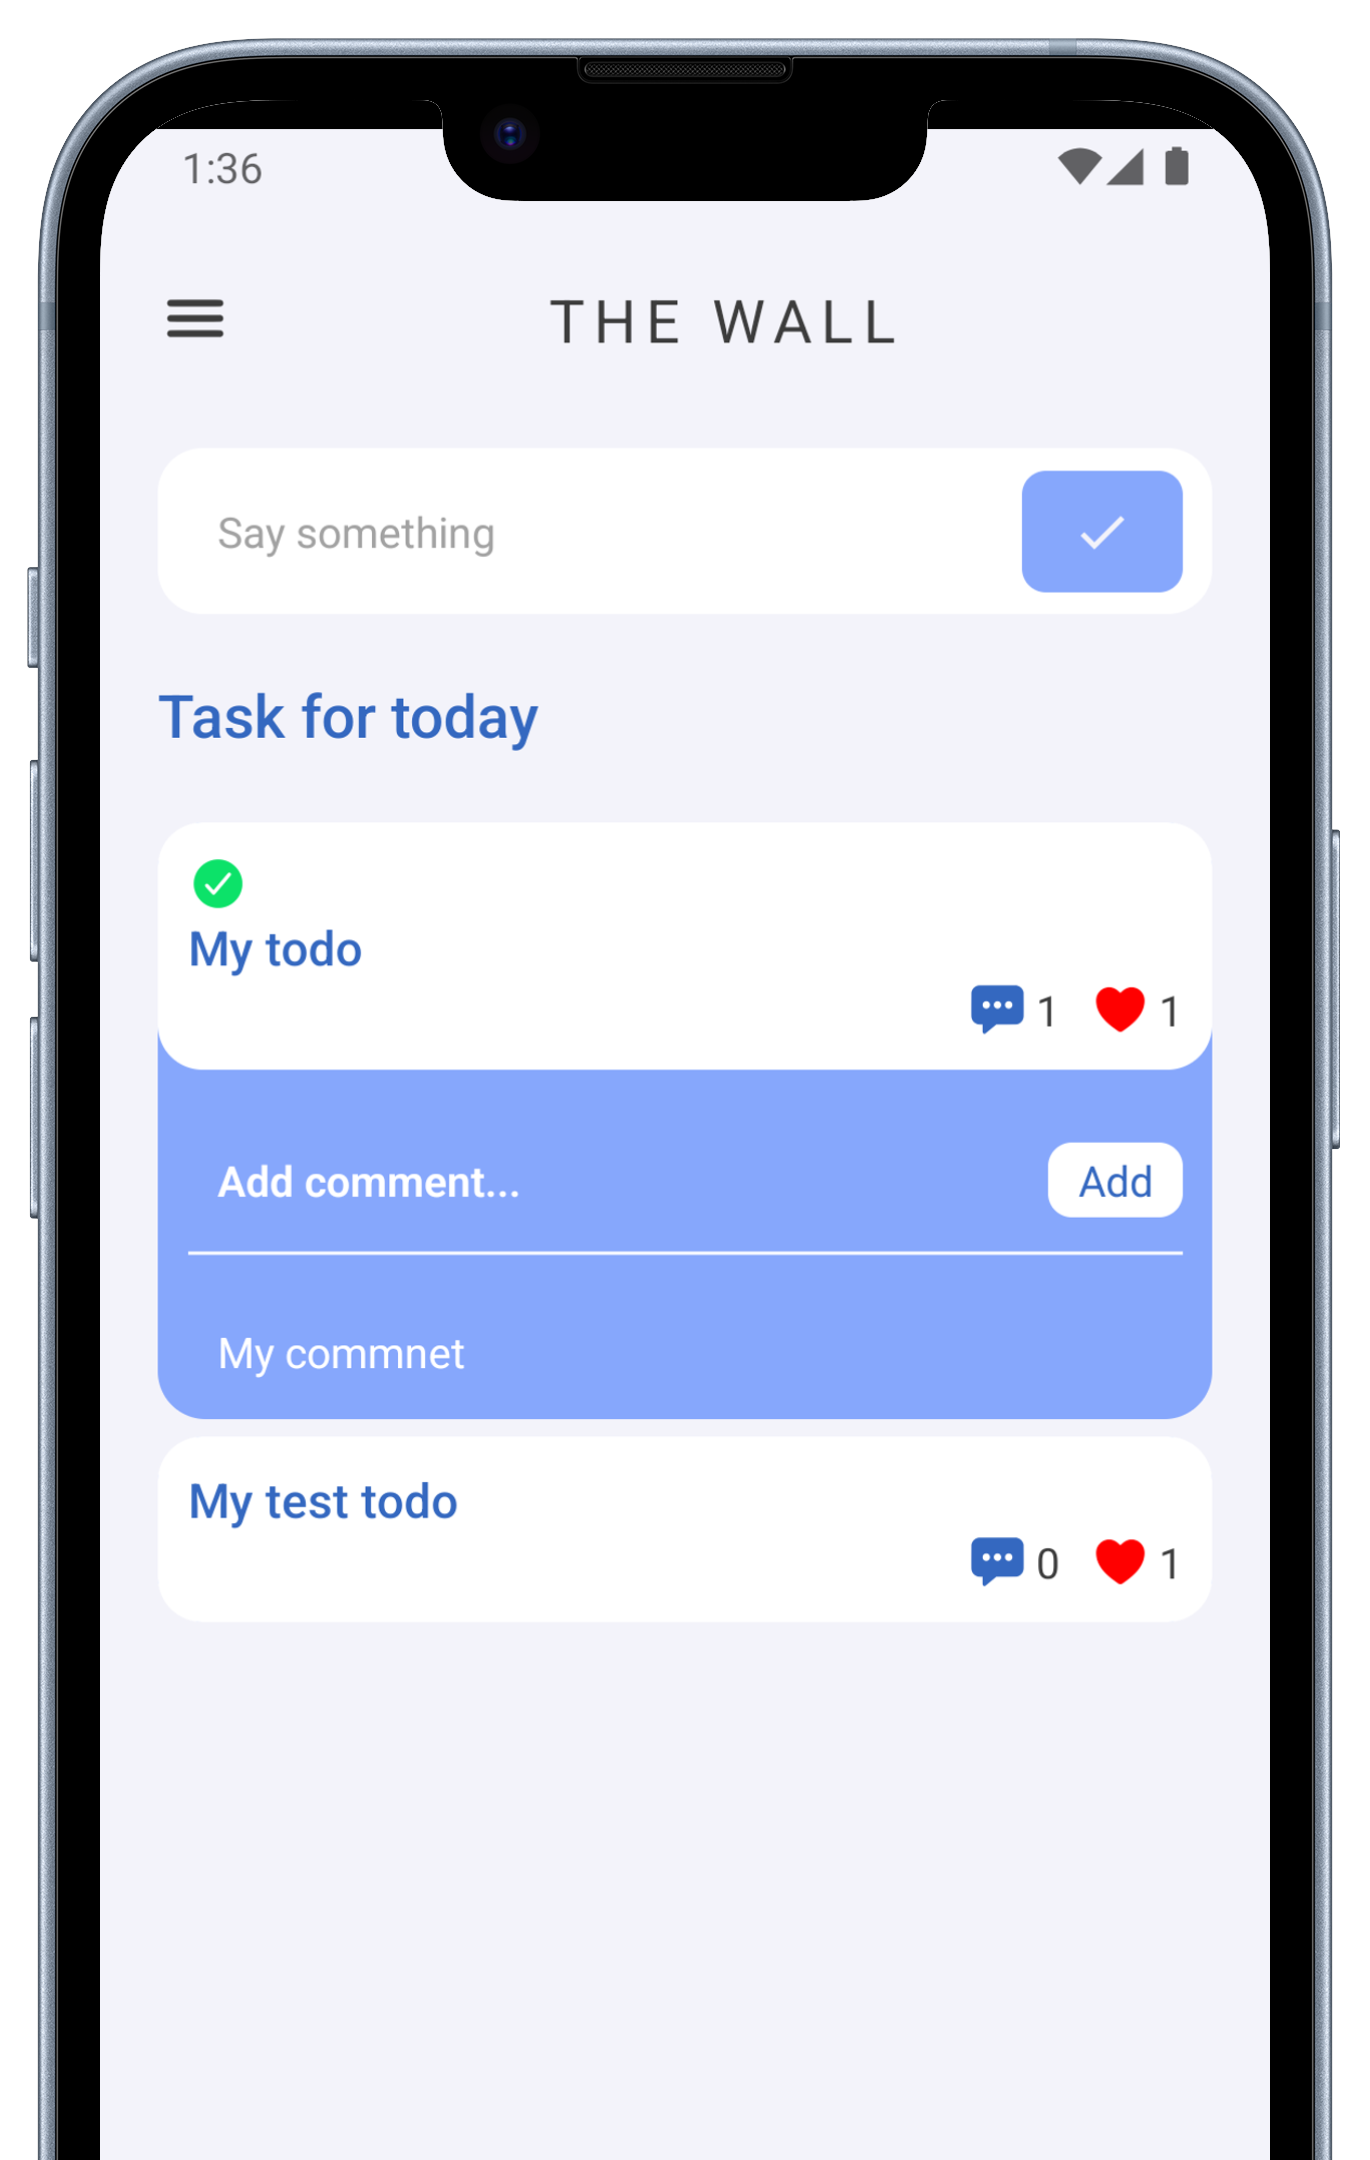 1:36
THE WALL
Say something
Task for today
My todo
1 1
Add comment...
Add
My commnet
My test todo
0 1